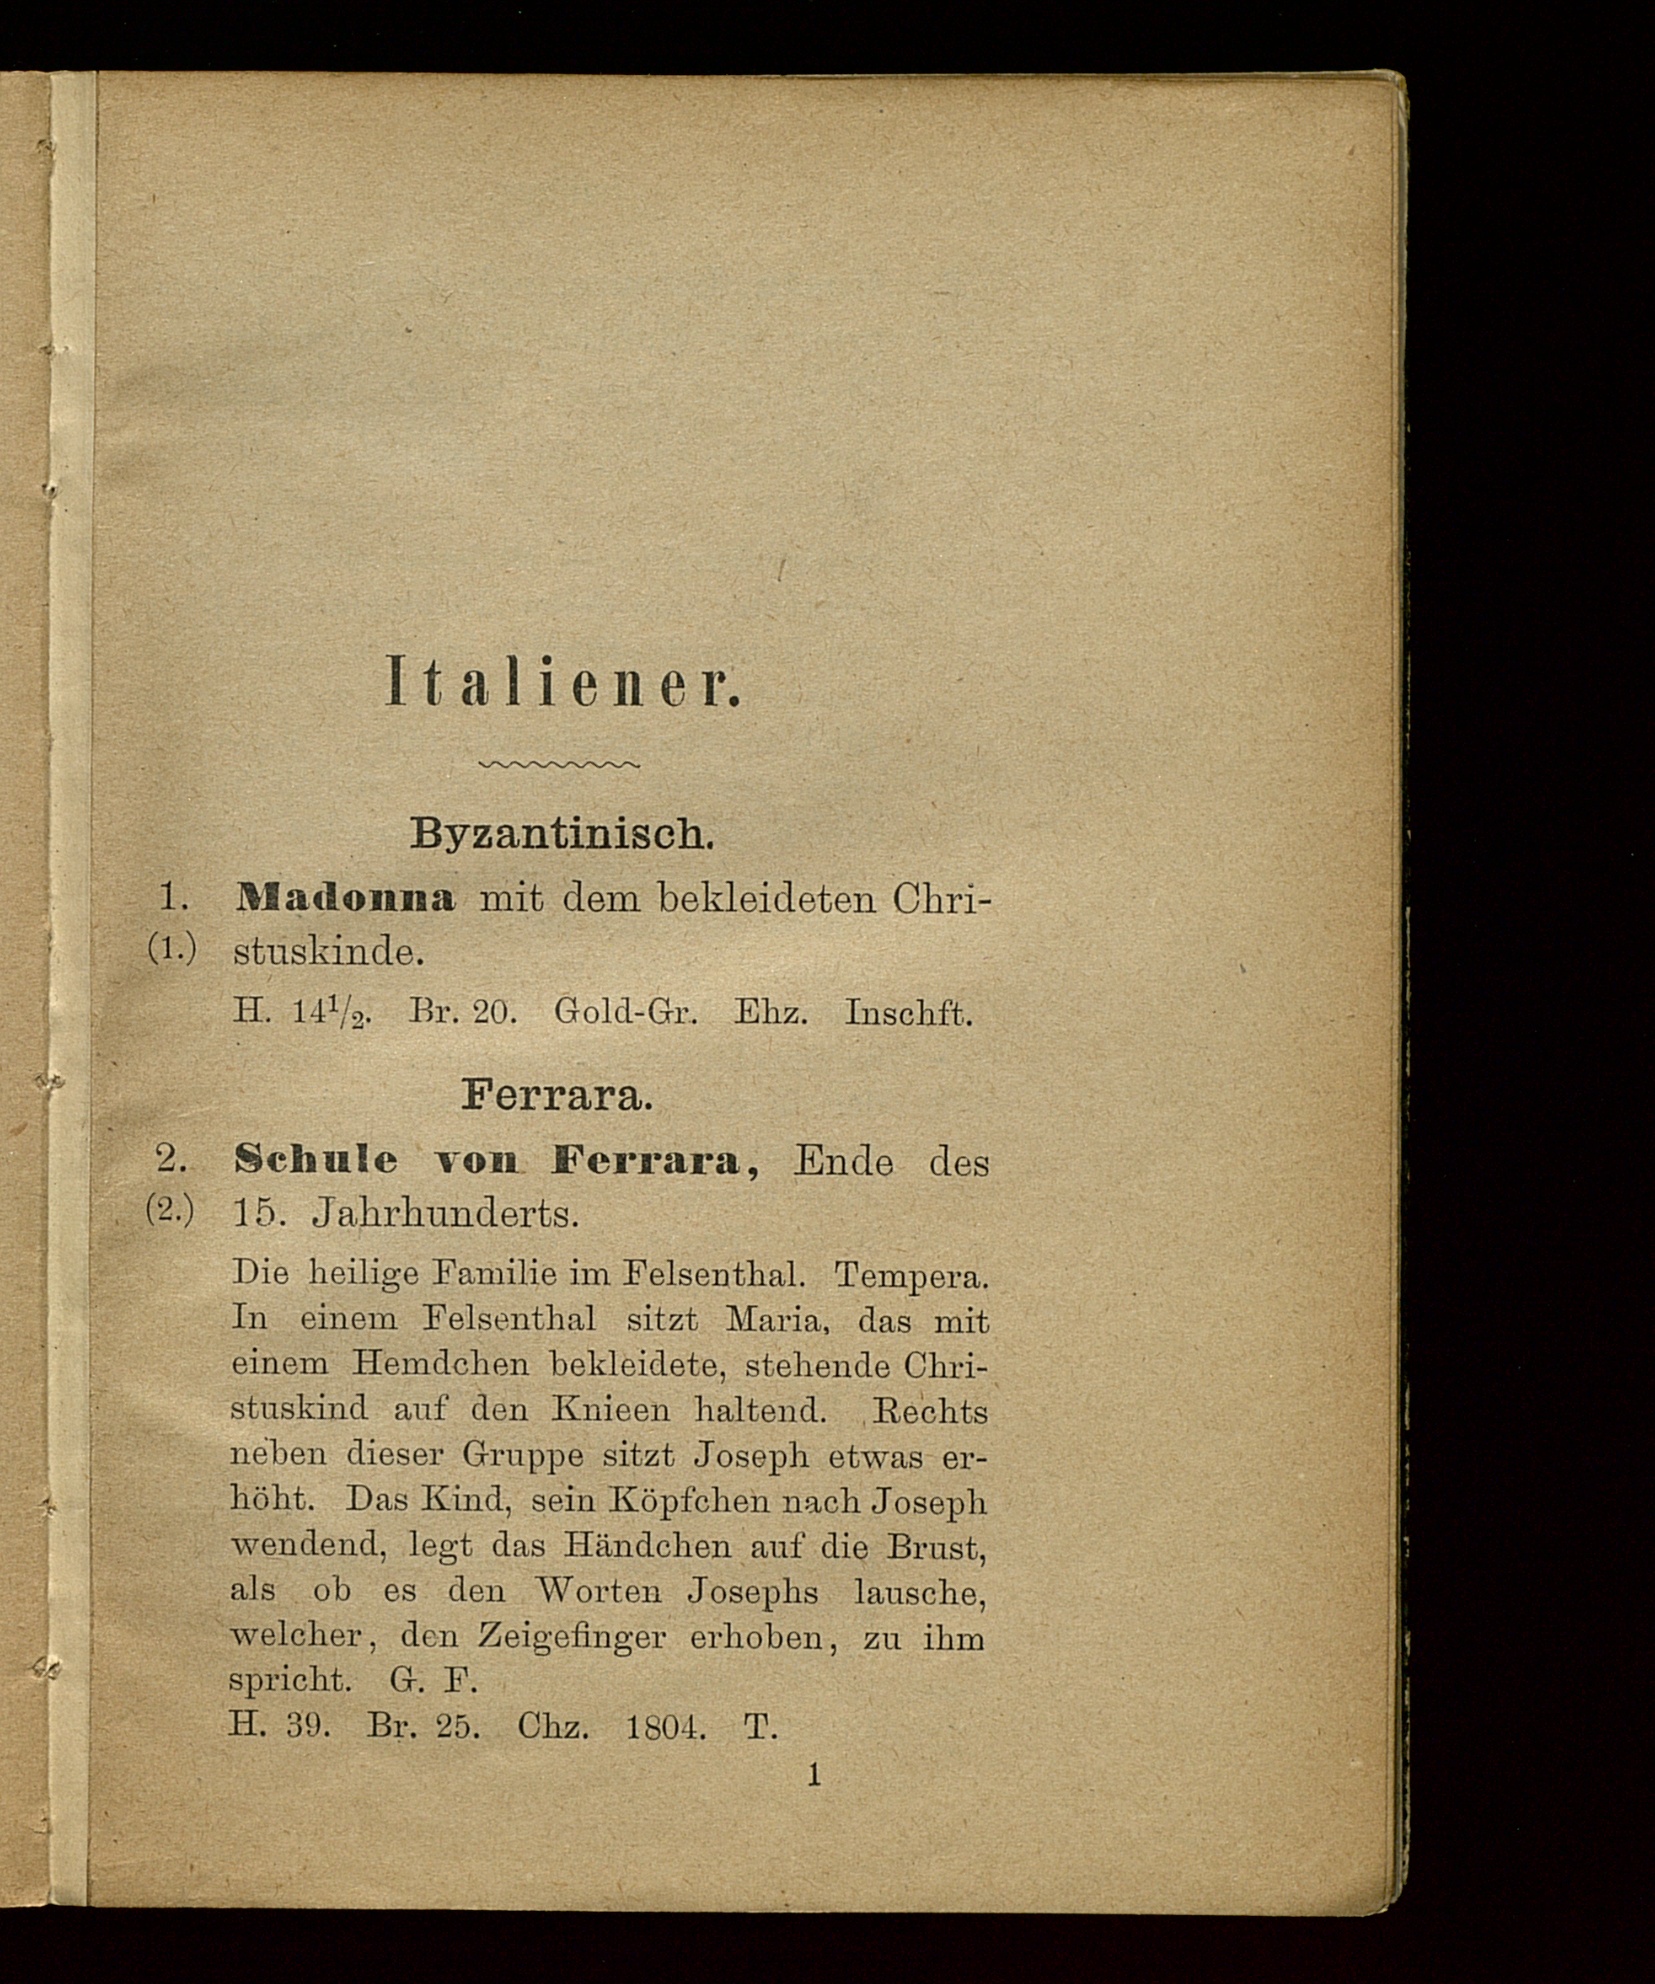 Italiener.
Byzantinisch.
1. Madonna mit dem bekleideten Chri-
(1.) stuskinde.
H. 14½. Br. 20. Gold-Gr. Ehz. Inschft.
Ferrara.
2. Schule von Ferrara, Ende des
(2.) 15. Jahrhunderts.
Die heilige Familie im Felsenthal. Tempera.
In einem Felsenthal sitzt Maria, das mit
einem Hemdchen bekleidete, stehende Chri-
stuskind auf den Knieen haltend. Rechts
neben dieser Gruppe sitzt Joseph etwas er-
höht. Das Kind, sein Köpfchen nach Joseph
wendend, legt das Händchen auf die Brust,
als ob es den Worten Josephs lausche,
welcher, den Zeigefinger erhoben, zu ihm
spricht. G. F.
H. 39. Br. 25. Chz. 1804. T.
1